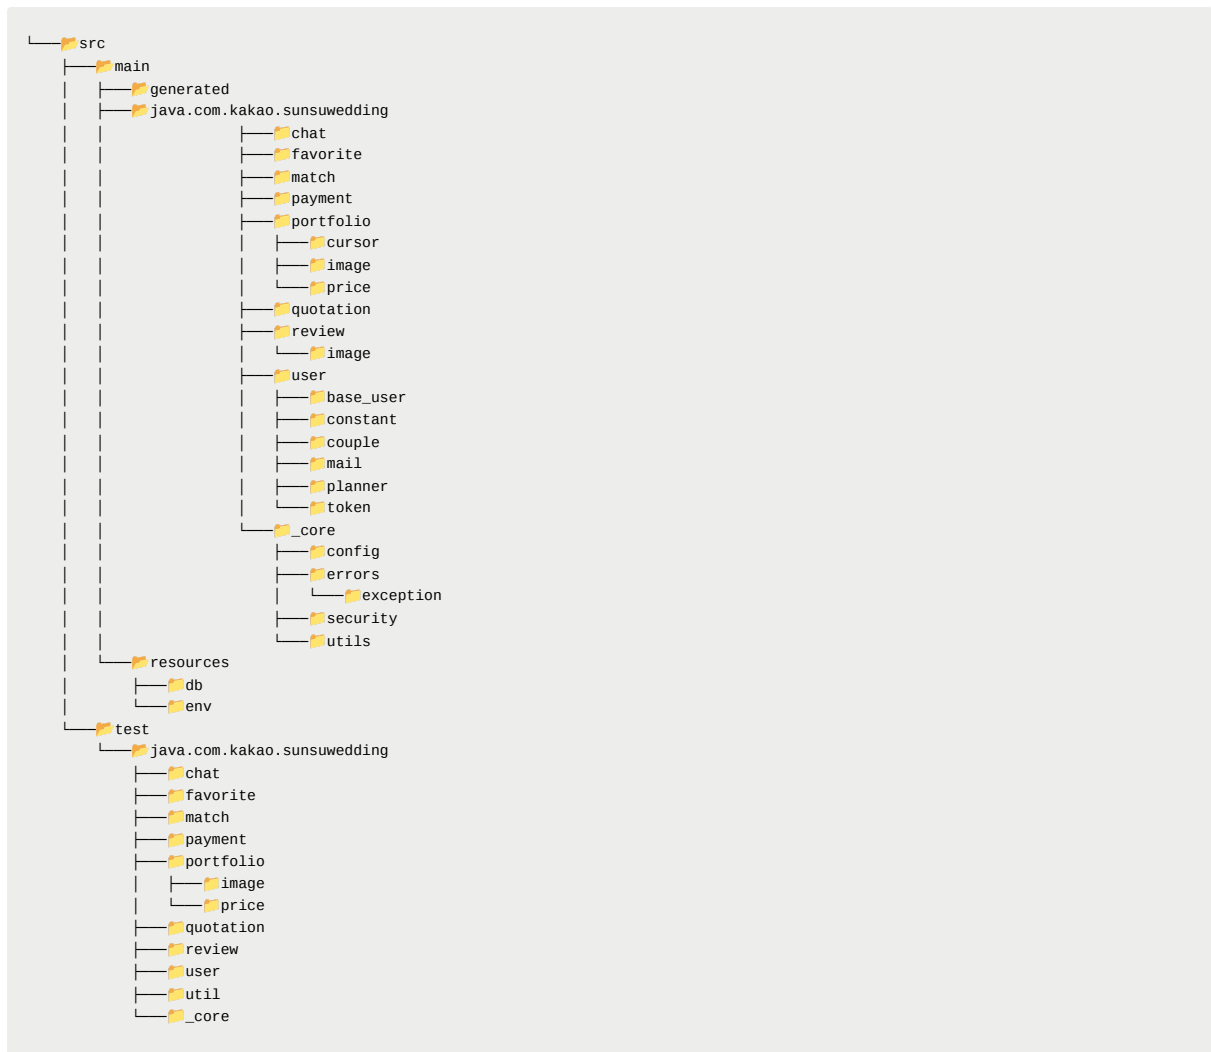 └───📂src
    ├───📂main
    │   ├───📂generated
    │   ├───📂java.com.kakao.sunsuwedding
    │   │               ├───📁chat
    │   │               ├───📁favorite
    │   │               ├───📁match
    │   │               ├───📁payment
    │   │               ├───📁portfolio
    │   │               │   ├───📁cursor
    │   │               │   ├───📁image
    │   │               │   └───📁price
    │   │               ├───📁quotation
    │   │               ├───📁review
    │   │               │   └───📁image
    │   │               ├───📁user
    │   │               │   ├───📁base_user
    │   │               │   ├───📁constant
    │   │               │   ├───📁couple
    │   │               │   ├───📁mail
    │   │               │   ├───📁planner
    │   │               │   └───📁token
    │   │               └───📁_core
    │   │                   ├───📁config
    │   │                   ├───📁errors
    │   │                   │   └───📁exception
    │   │                   ├───📁security
    │   │                   └───📁utils
    │   └───📂resources
    │       ├───📁db
    │       └───📁env
    └───📂test
        └───📂java.com.kakao.sunsuwedding
            ├───📁chat
            ├───📁favorite
            ├───📁match
            ├───📁payment
            ├───📁portfolio
            │   ├───📁image
            │   └───📁price
            ├───📁quotation
            ├───📁review
            ├───📁user
            ├───📁util
            └───📁_core